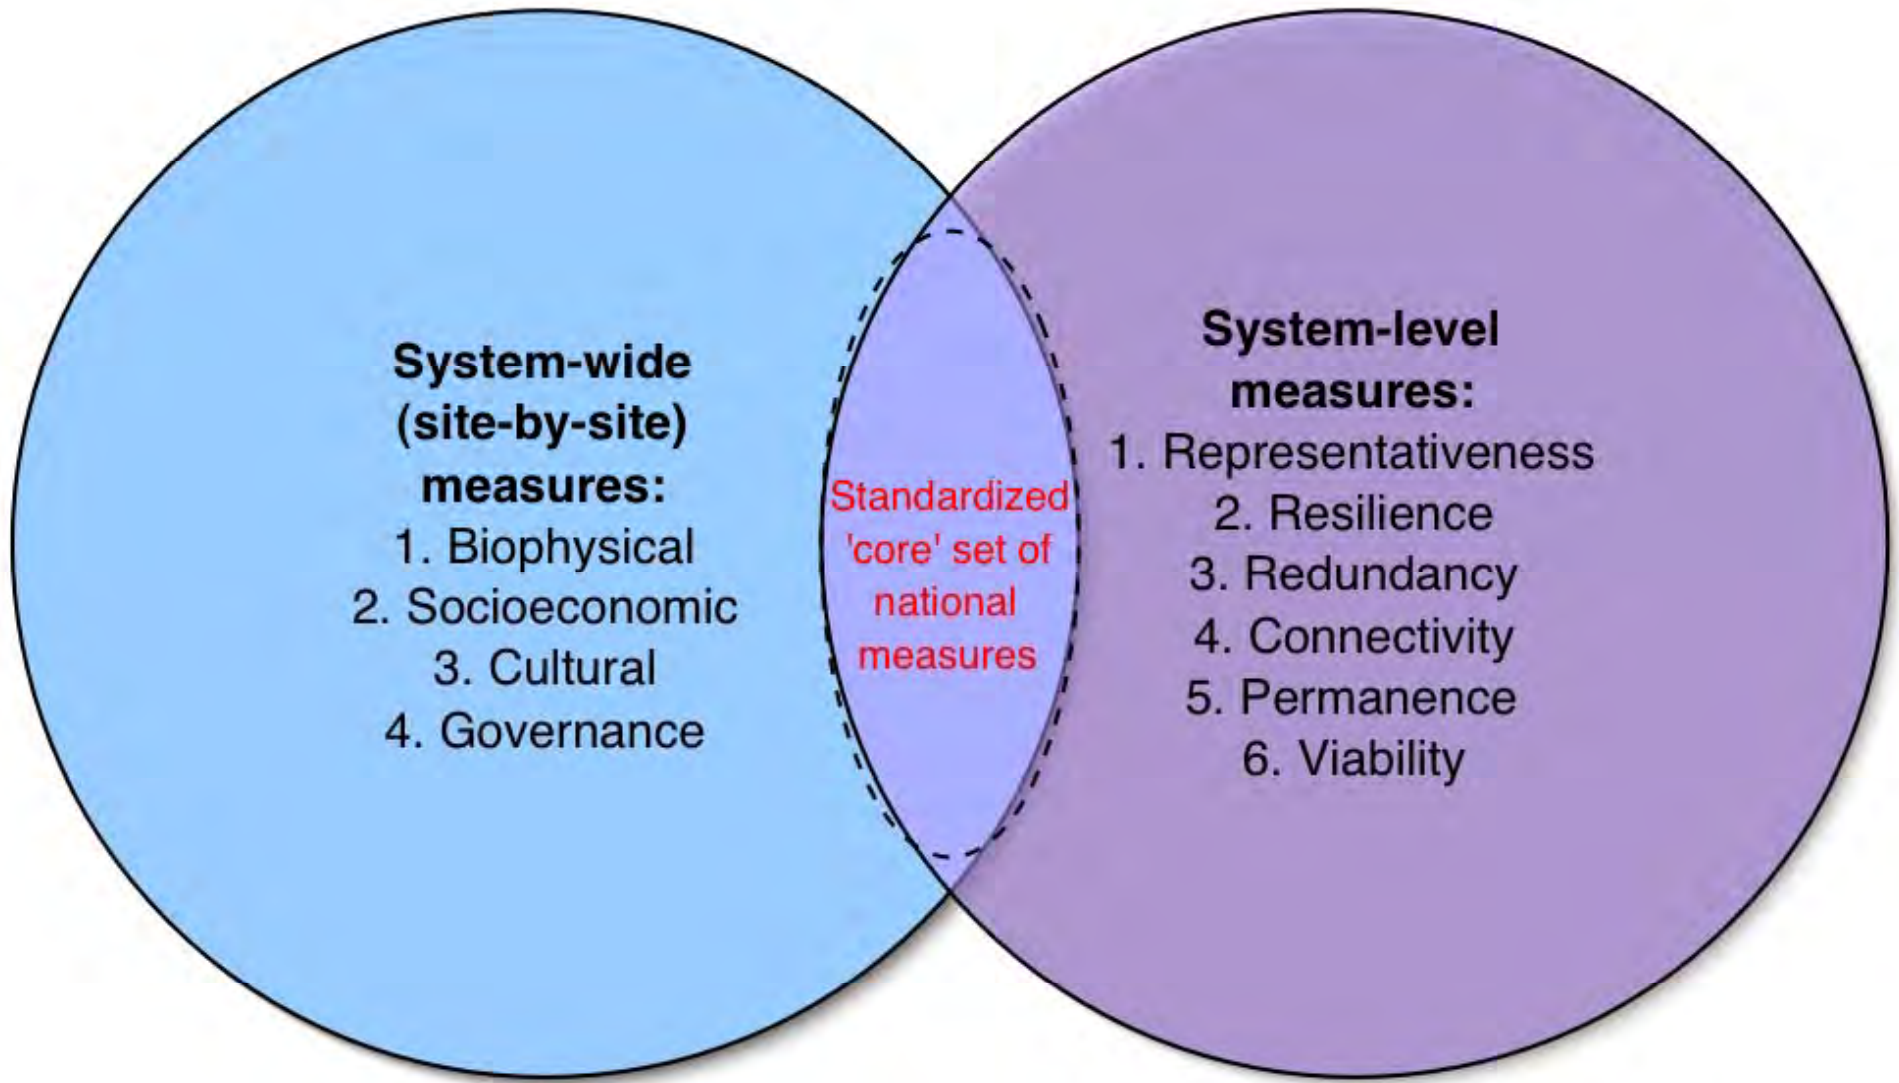 System-wide
(site-by-site)
measures:
1. Biophysical
2. Socioeconomic
3. Cultural
4. Governance
Standardized
'core' set of
national
measures
System-level
measures:
1. Representativeness
2. Resilience
3. Redundancy
4. Connectivity
5. Permanence
6. Viability